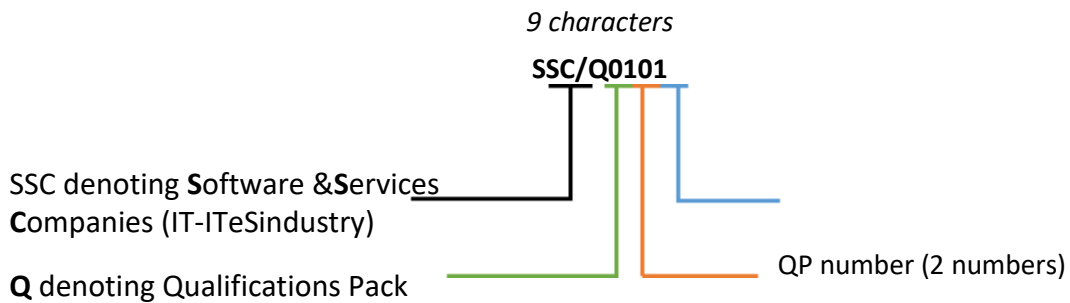 9 characters
SSC/Q0101
SSC denoting Software &Services
Companies (IT-ITeSindustry)
Q denoting Qualifications Pack
QP number (2 numbers)